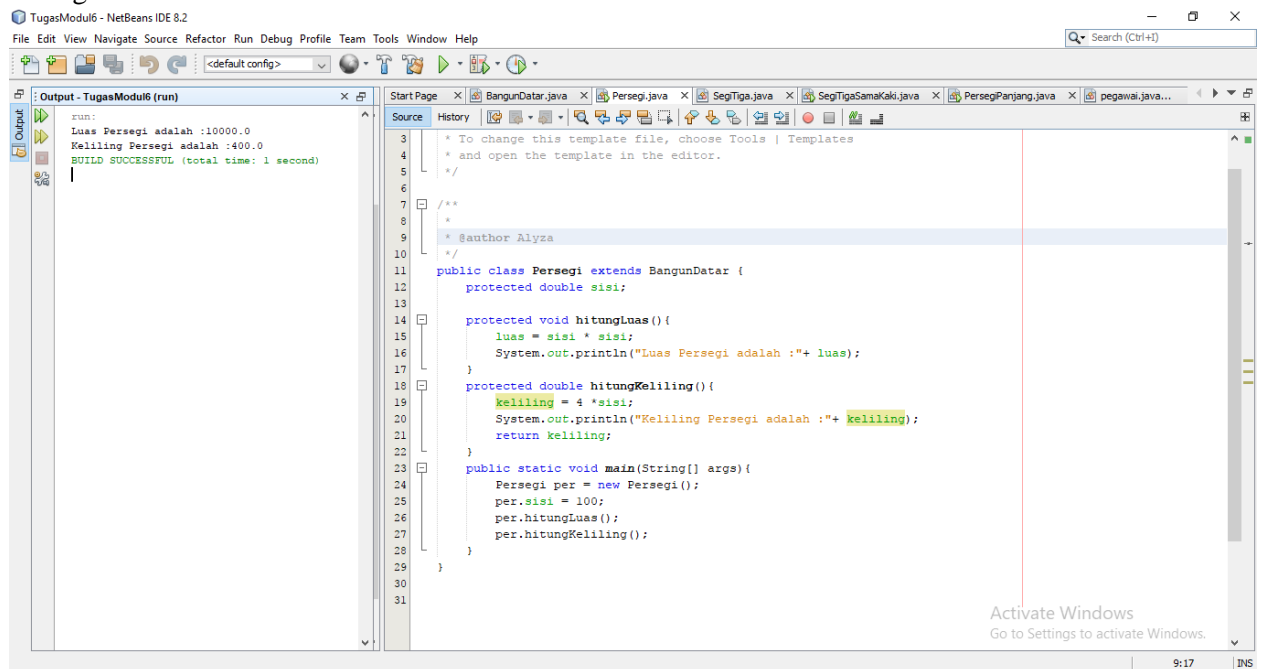 TugasModul6 - NetBeans IDE 8.2
File Edit View Navigate Source Refactor Run Debug Profile Team Tools Window Help
Search (Ctrl+I)
<default config>
Output
Output - TugasModul6 (run)
run:
Luas Persegi adalah :10000.0
Keliling Persegi adalah :400.0
BUILD SUCCESSFUL (total time: 1 second)
Start Page BangunDatar.java Persegi.java SegiTiga.java SegiTigaSamaKaki.java PersegiPanjang.java pegawai.java...
Source History
3 * To change this template file, choose Tools | Templates
4 * and open the template in the editor.
5 */
6
7 /**
8 *
9 * @author Alyza
10 */
11 public class Persegi extends BangunDatar {
12 protected double sisi;
13
14 protected void hitungLuas(){
15 luas = sisi * sisi;
16 System.out.println("Luas Persegi adalah :"+ luas);
17 }
18 protected double hitungKeliling(){
19 keliling = 4 *sisi;
20 System.out.println("Keliling Persegi adalah :"+ keliling);
21 return keliling;
22 }
23 public static void main(String[] args){
24 Persegi per = new Persegi();
25 per.sisi = 100;
26 per.hitungLuas();
27 per.hitungKeliling();
28 }
29 }
30
31
Activate Windows
Go to Settings to activate Windows.
9:17 INS